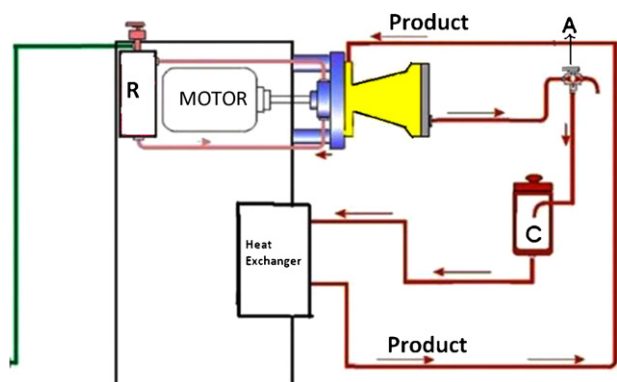 Product
A
R
MOTOR
C
Heat
Exchanger
Product